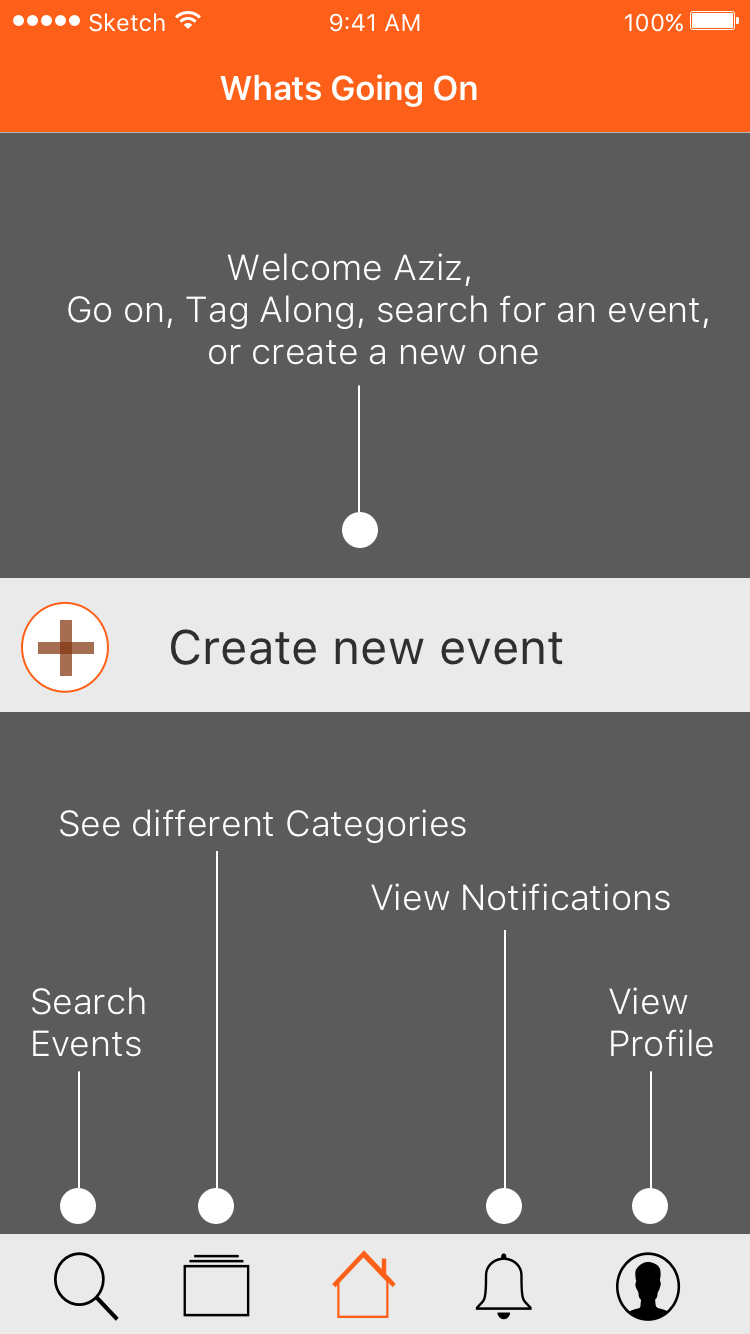 Sketch 9:41 AM 100%
Whats Going On
Welcome Aziz,
Go on, Tag Along, search for an event,
or create a new one
Create new event
See different Categories
View Notifications
Search
Events
View
Profile